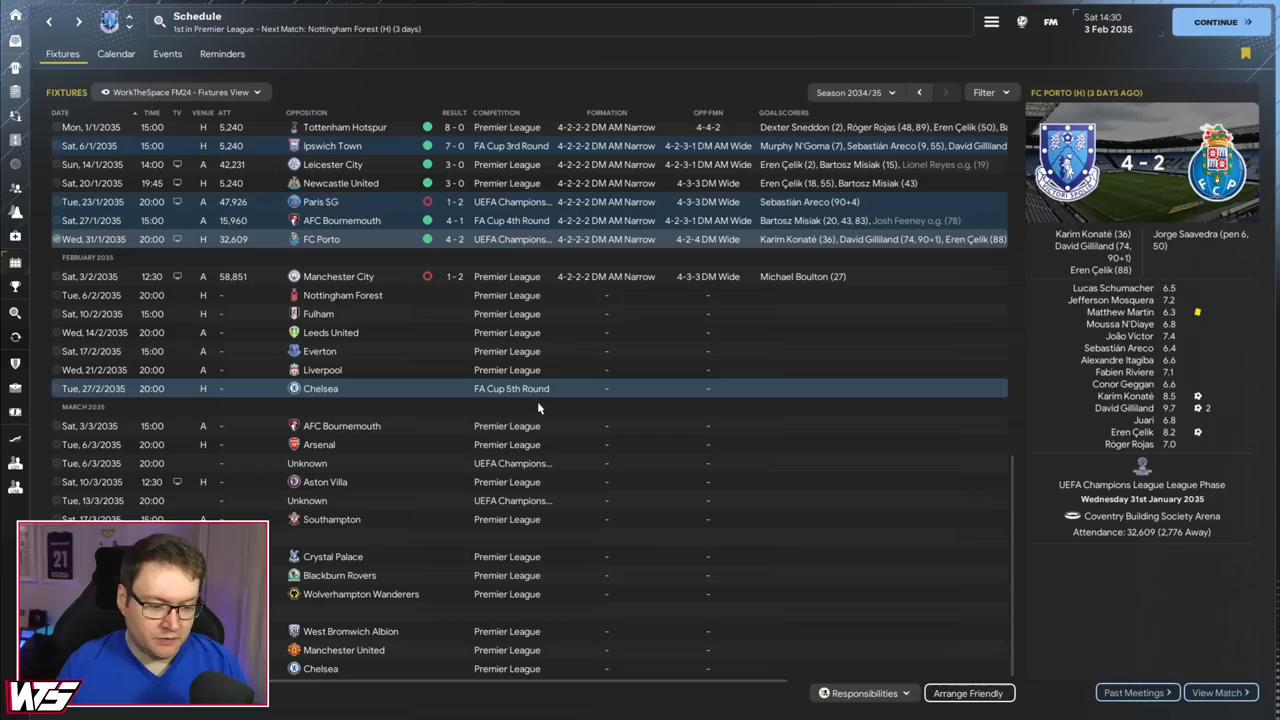 Schedule
1st in Premier League - Next Match: Nottingham Forest (H) (3 days)
FM
Sat 14:30
3 Feb 2035
CONTINUE
Fixtures Calendar Events Reminders
FIXTURES WorkTheSpace FM24 - Fixtures View Season 2034/35 Filter
DATE TIME TV VENUE ATT OPPOSITION RESULT COMPETITION FORMATION OPP FMN GOALSCORERS
Mon, 1/1/2035 15:00 H 5,240 Tottenham Hotspur 8 - 0 Premier League 4-2-2-2 DM AM Narrow 4-4-2 Dexter Sneddon (2), Róger Rojas (48, 89), Eren Çelik (50), Ba
Sat, 6/1/2035 15:00 H 5,240 Ipswich Town 7 - 0 FA Cup 3rd Round 4-2-2-2 DM AM Narrow 4-2-3-1 DM AM Wide Murphy N'Goma (7), Sebastián Areco (9, 55), David Gilliland
Sun, 14/1/2035 14:00 A 42,231 Leicester City 3 - 0 Premier League 4-2-2-2 DM AM Narrow 4-2-3-1 DM AM Wide Eren Çelik (2), Bartosz Misiak (15), Lionel Reyes o.g. (19)
Sat, 20/1/2035 19:45 H 5,240 Newcastle United 3 - 0 Premier League 4-2-2-2 DM AM Narrow 4-3-3 DM Wide Eren Çelik (18, 55), Bartosz Misiak (43)
Tue, 23/1/2035 20:00 A 47,926 Paris SG 1 - 2 UEFA Champions... 4-2-2-2 DM AM Narrow 4-3-3 DM Wide Sebastián Areco (90+4)
Sat, 27/1/2035 15:00 A 15,960 AFC Bournemouth 4 - 1 FA Cup 4th Round 4-2-2-2 DM AM Narrow 4-2-3-1 DM AM Wide Bartosz Misiak (20, 43, 83), Josh Feeney o.g. (78)
Wed, 31/1/2035 20:00 H 32,609 FC Porto 4 - 2 UEFA Champions... 4-2-2-2 DM AM Narrow 4-2-4 DM Wide Karim Konaté (36), David Gilliland (74, 90+1), Eren Çelik (88)
FEBRUARY 2035
Sat, 3/2/2035 12:30 A 58,851 Manchester City 1 - 2 Premier League 4-2-2-2 DM AM Narrow 4-3-3 DM Wide Michael Boulton (27)
Tue, 6/2/2035 20:00 H - Nottingham Forest Premier League - -
Sat, 10/2/2035 15:00 H - Fulham Premier League - -
Wed, 14/2/2035 20:00 A - Leeds United Premier League - -
Sat, 17/2/2035 15:00 A - Everton Premier League - -
Wed, 21/2/2035 20:00 A - Liverpool Premier League - -
Tue, 27/2/2035 20:00 H - Chelsea FA Cup 5th Round - -
MARCH 2035
Sat, 3/3/2035 15:00 A - AFC Bournemouth Premier League - -
Tue, 6/3/2035 20:00 H - Arsenal Premier League - -
Tue, 6/3/2035 20:00 - Unknown UEFA Champions... - -
Sat, 10/3/2035 12:30 H - Aston Villa Premier League - -
Tue, 13/3/2035 20:00 - Unknown UEFA Champions... - -
Sat, 17/3/2035 15:00 A - Southampton Premier League - -
Crystal Palace Premier League - -
Blackburn Rovers Premier League - -
Wolverhampton Wanderers Premier League - -
West Bromwich Albion Premier League - -
Manchester United Premier League - -
Chelsea Premier League - -
FC PORTO (H) (3 DAYS AGO)
4 - 2
Karim Konaté (36)
David Gilliland (74,
90+1)
Eren Çelik (88)
Jorge Saavedra (pen 6,
50)
Lucas Schumacher 6.5
Jefferson Mosquera 7.2
Matthew Martin 6.3
Moussa N'Diaye 6.8
João Victor 7.4
Sebastián Areco 6.4
Alexandre Itagiba 6.6
Fabien Riviere 7.1
Conor Geggan 6.6
Karim Konaté 8.5
David Gilliland 9.7 2
Juari 6.8
Eren Çelik 8.2
Róger Rojas 7.0
UEFA Champions League League Phase
Wednesday 31st January 2035
Coventry Building Society Arena
Attendance: 32,609 (2,776 Away)
Responsibilities Arrange Friendly Past Meetings View Match
21
WTS